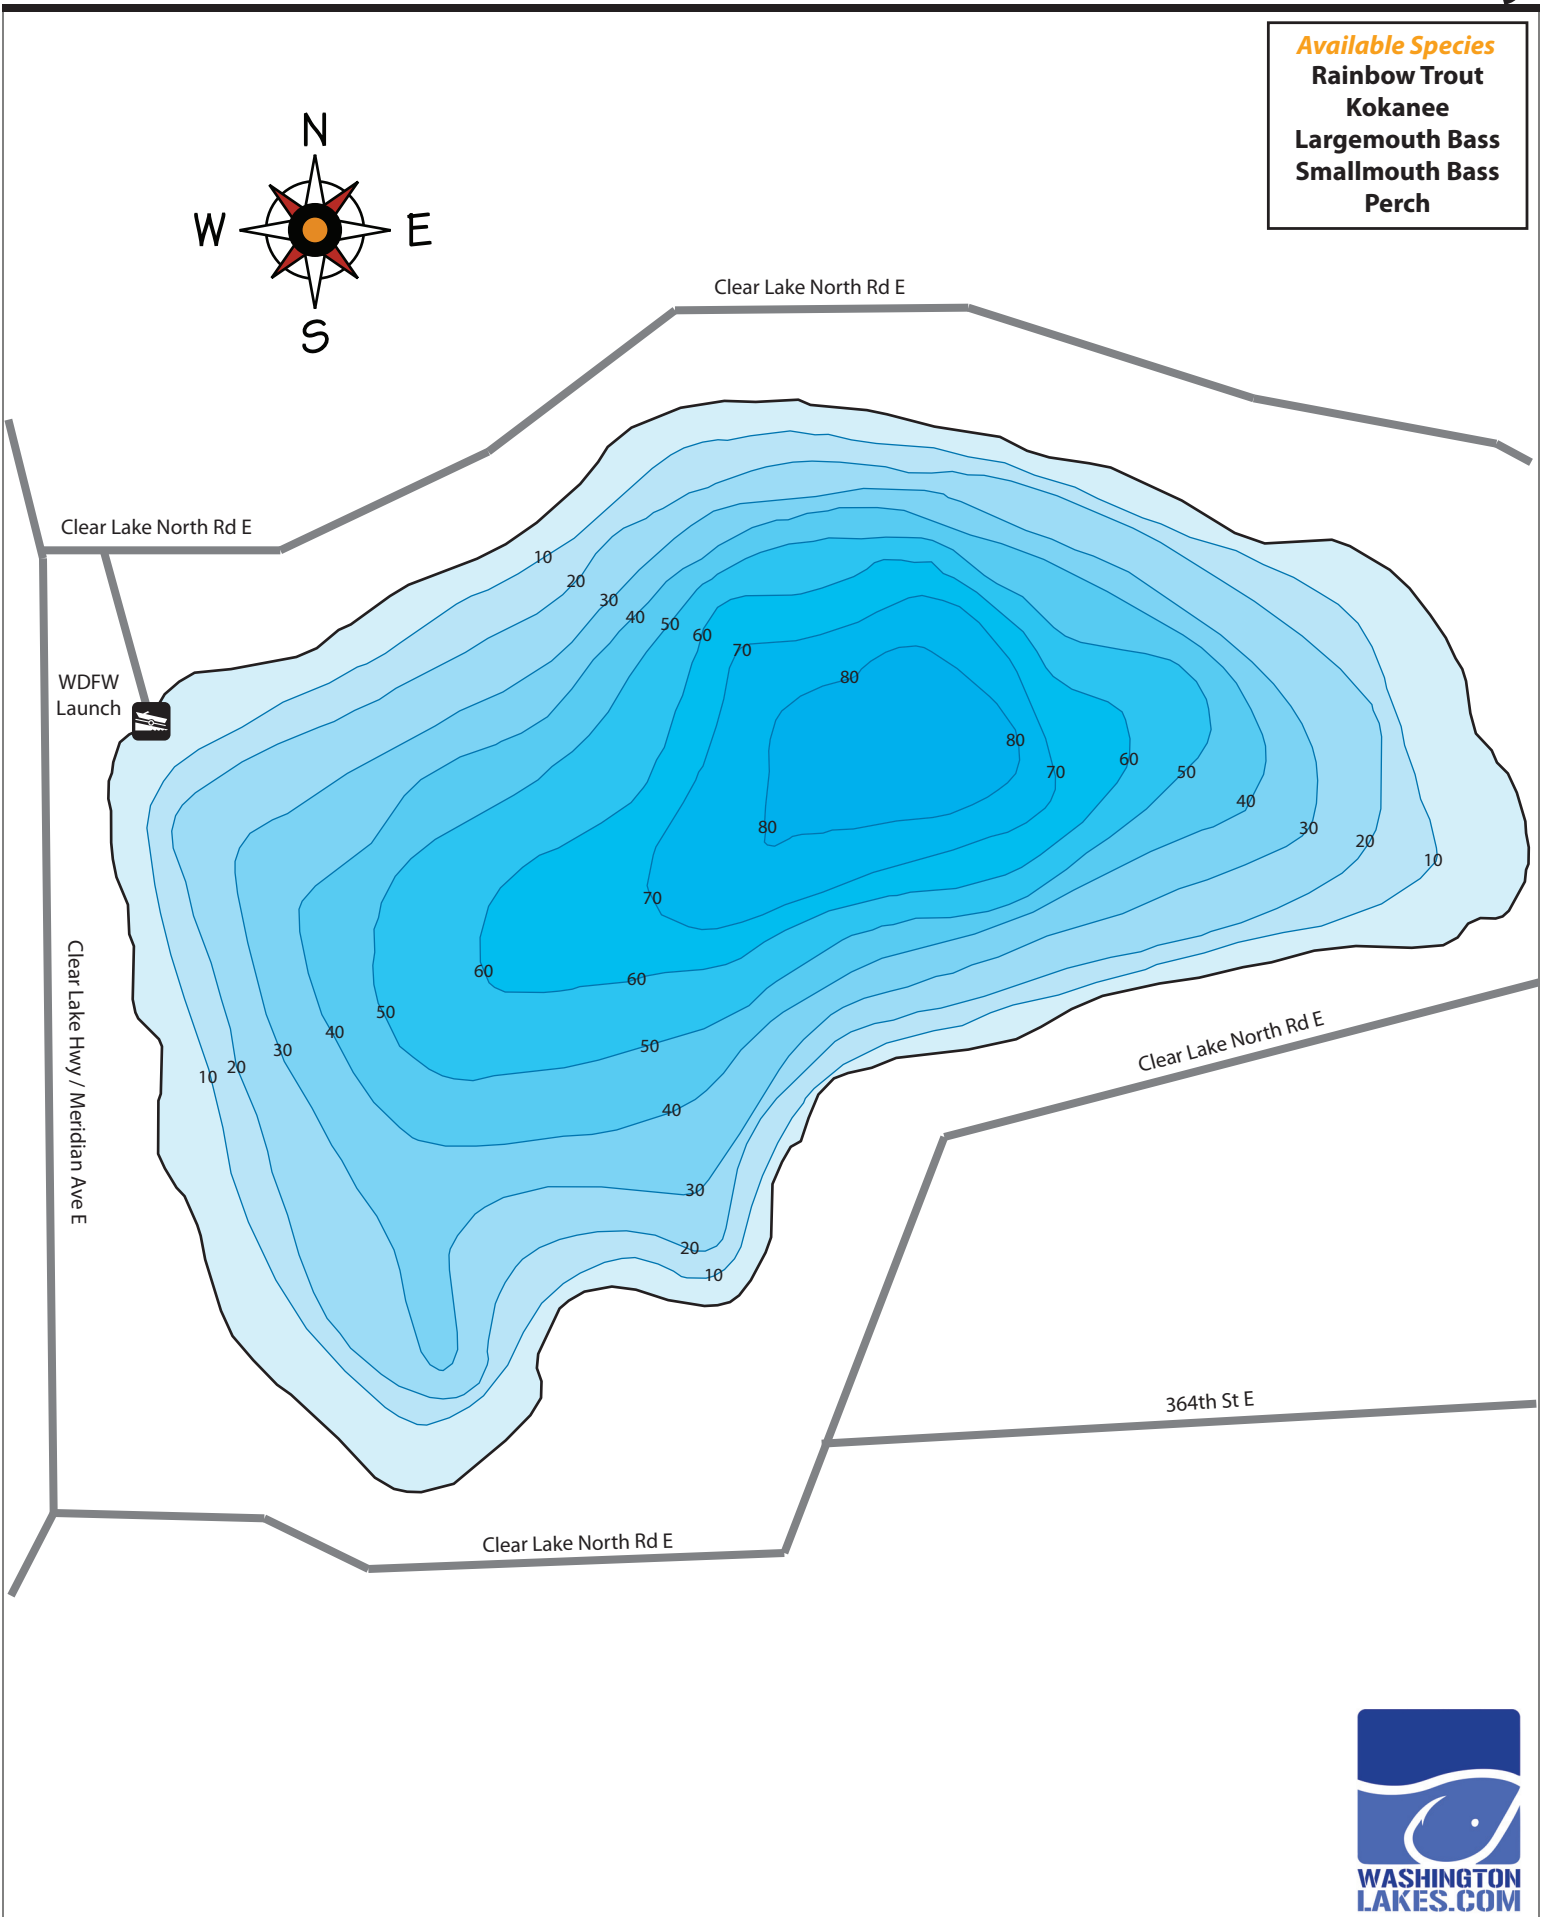 Available Species
Rainbow Trout
Kokanee
Largemouth Bass
Smallmouth Bass
Perch
N
W
E
S
Clear Lake North Rd E
Clear Lake North Rd E
10
20
30
40
50
60
70
80
WDFW
Launch
80
70
60
50
40
30
20
10
80
70
60
60
50
50
40
30
20
10
40
30
20
10
Clear Lake Hwy / Meridian Ave E
Clear Lake North Rd E
364th St E
Clear Lake North Rd E
WASHINGTON
LAKES.COM